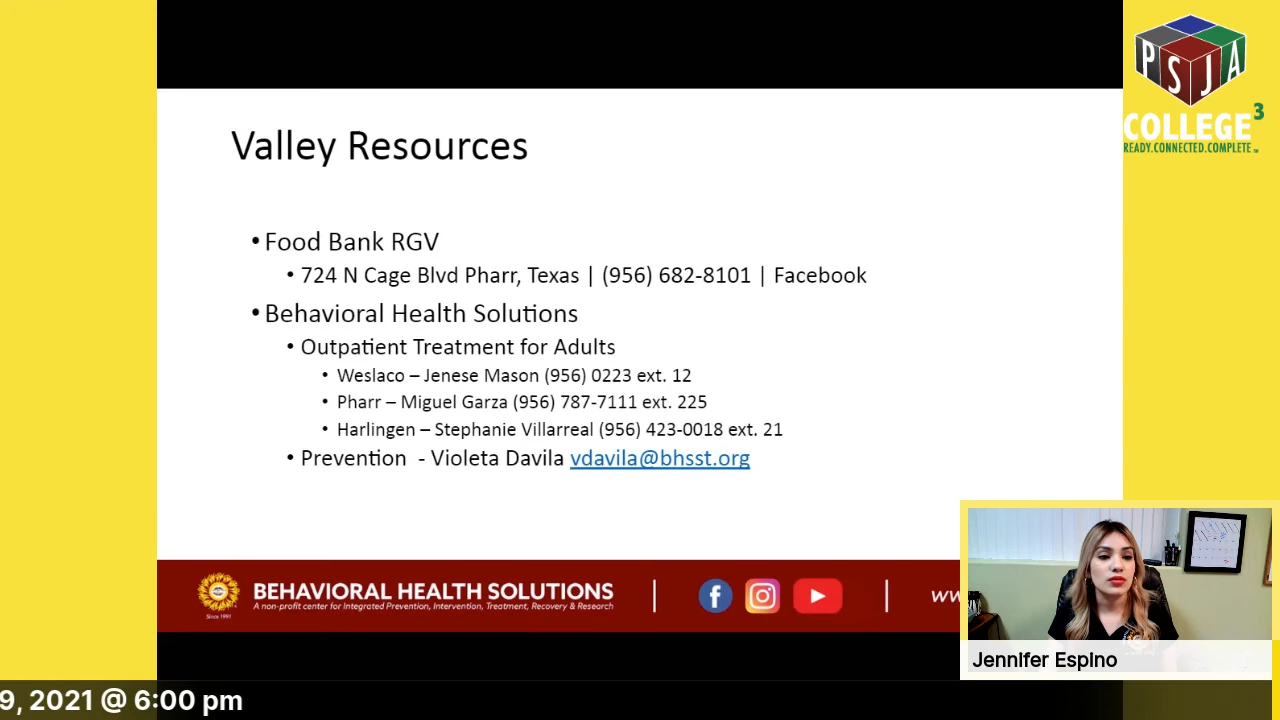 PSJA
COLLEGE³
READY.CONNECTED.COMPLETE
Valley Resources
•Food Bank RGV
• 724 N Cage Blvd Pharr, Texas | (956) 682-8101 | Facebook
•Behavioral Health Solutions
• Outpatient Treatment for Adults
• Weslaco – Jenese Mason (956) 0223 ext. 12
• Pharr – Miguel Garza (956) 787-7111 ext. 225
• Harlingen – Stephanie Villarreal (956) 423-0018 ext. 21
• Prevention - Violeta Davila vdavila@bhsst.org
BEHAVIORAL HEALTH SOLUTIONS
A non-profit center for Integrated Prevention, Intervention, Treatment, Recovery & Research
Since 1991
Jennifer Espino
9, 2021 @ 6:00 pm